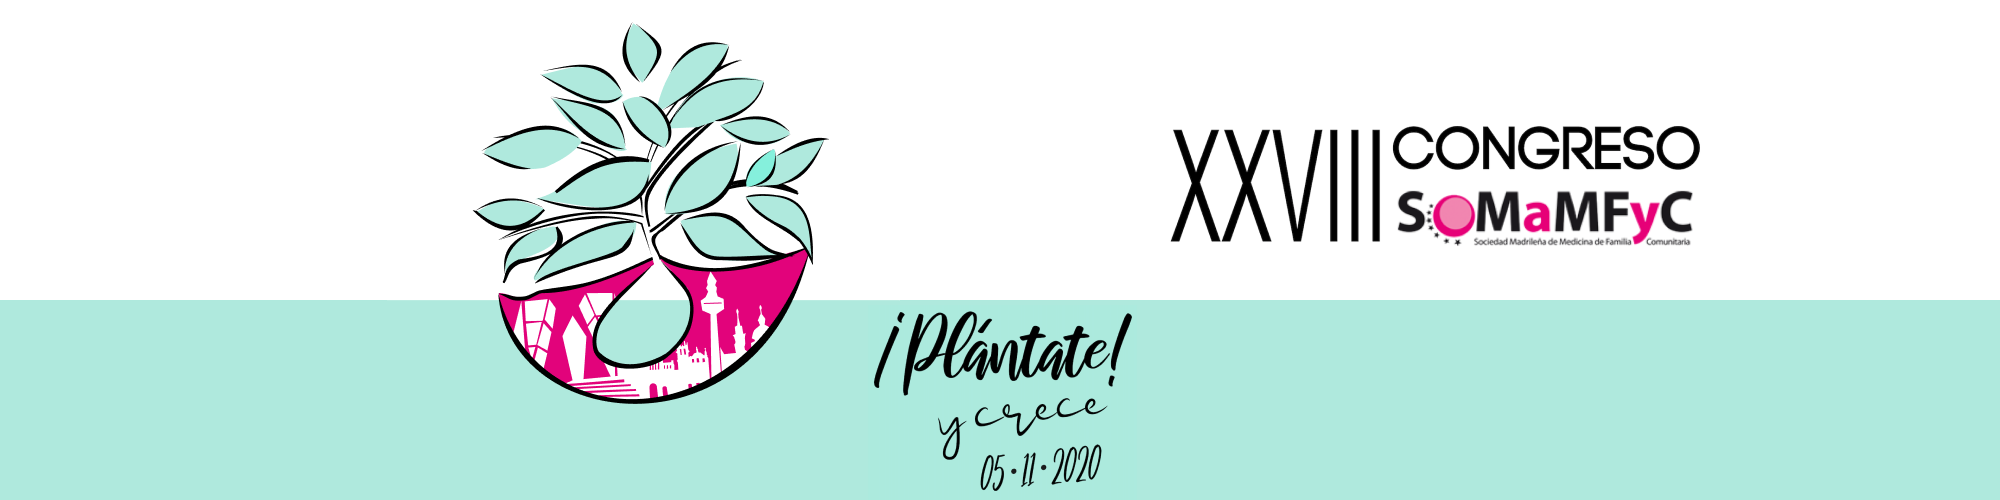 XXVIII CONGRESO
SoMaMFyC
Sociedad Madrileña de Medicina de Familia y Comunitaria
¡Plántate!
y crece
05·11·2020